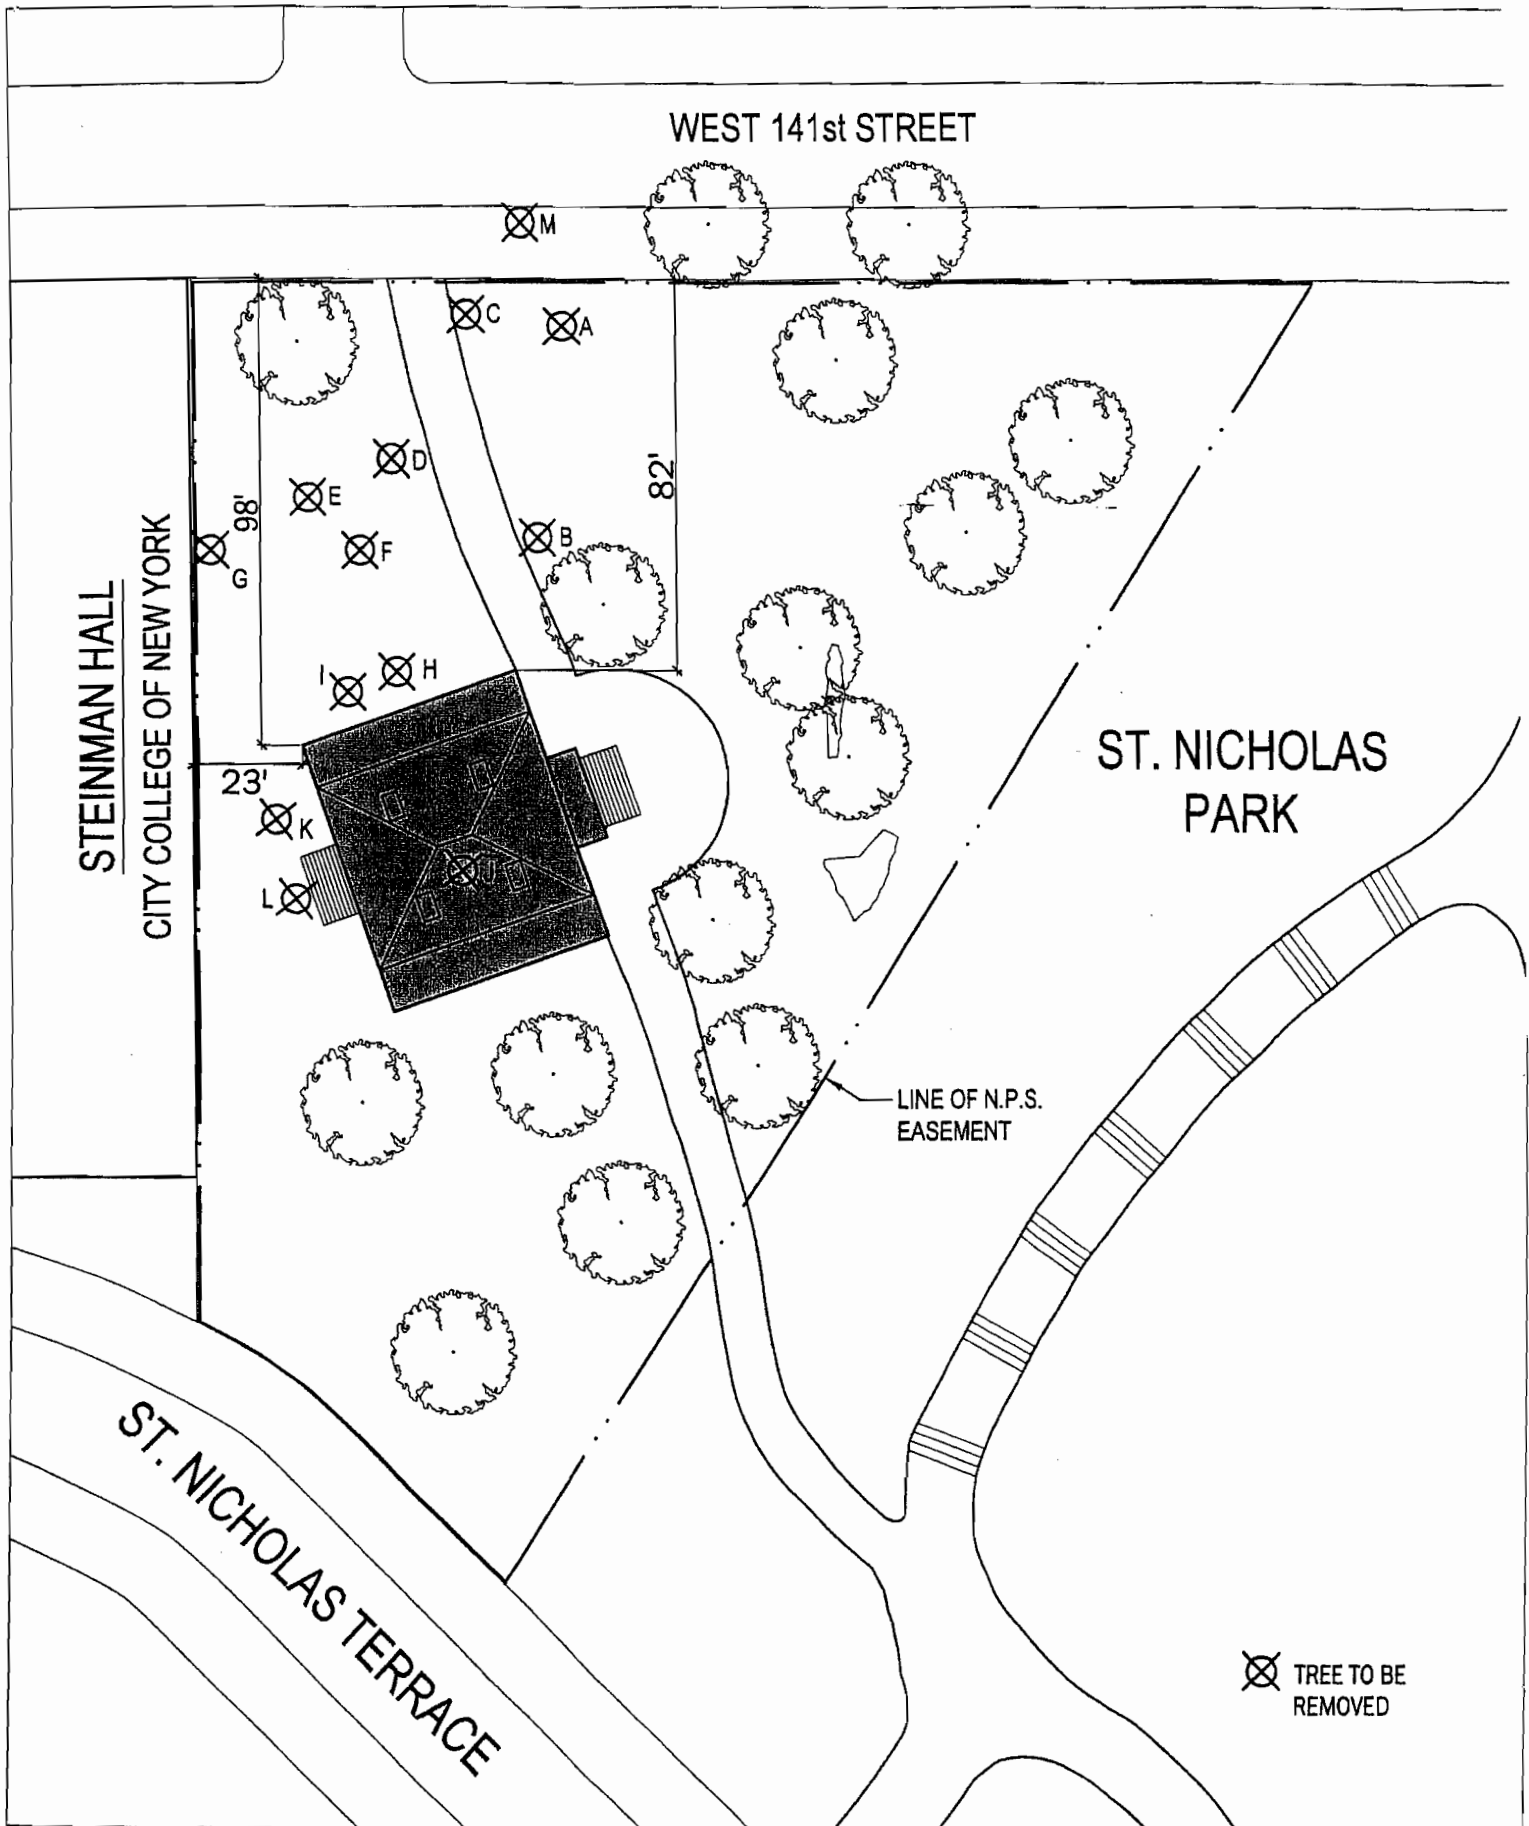 WEST 141st STREET
M
C
A
D
E
98'
82'
B
F
G
STEINMAN HALL
CITY COLLEGE OF NEW YORK
H
I
23'
K
J
L
ST. NICHOLAS
PARK
LINE OF N.P.S.
EASEMENT
ST. NICHOLAS TERRACE
TREE TO BE
REMOVED